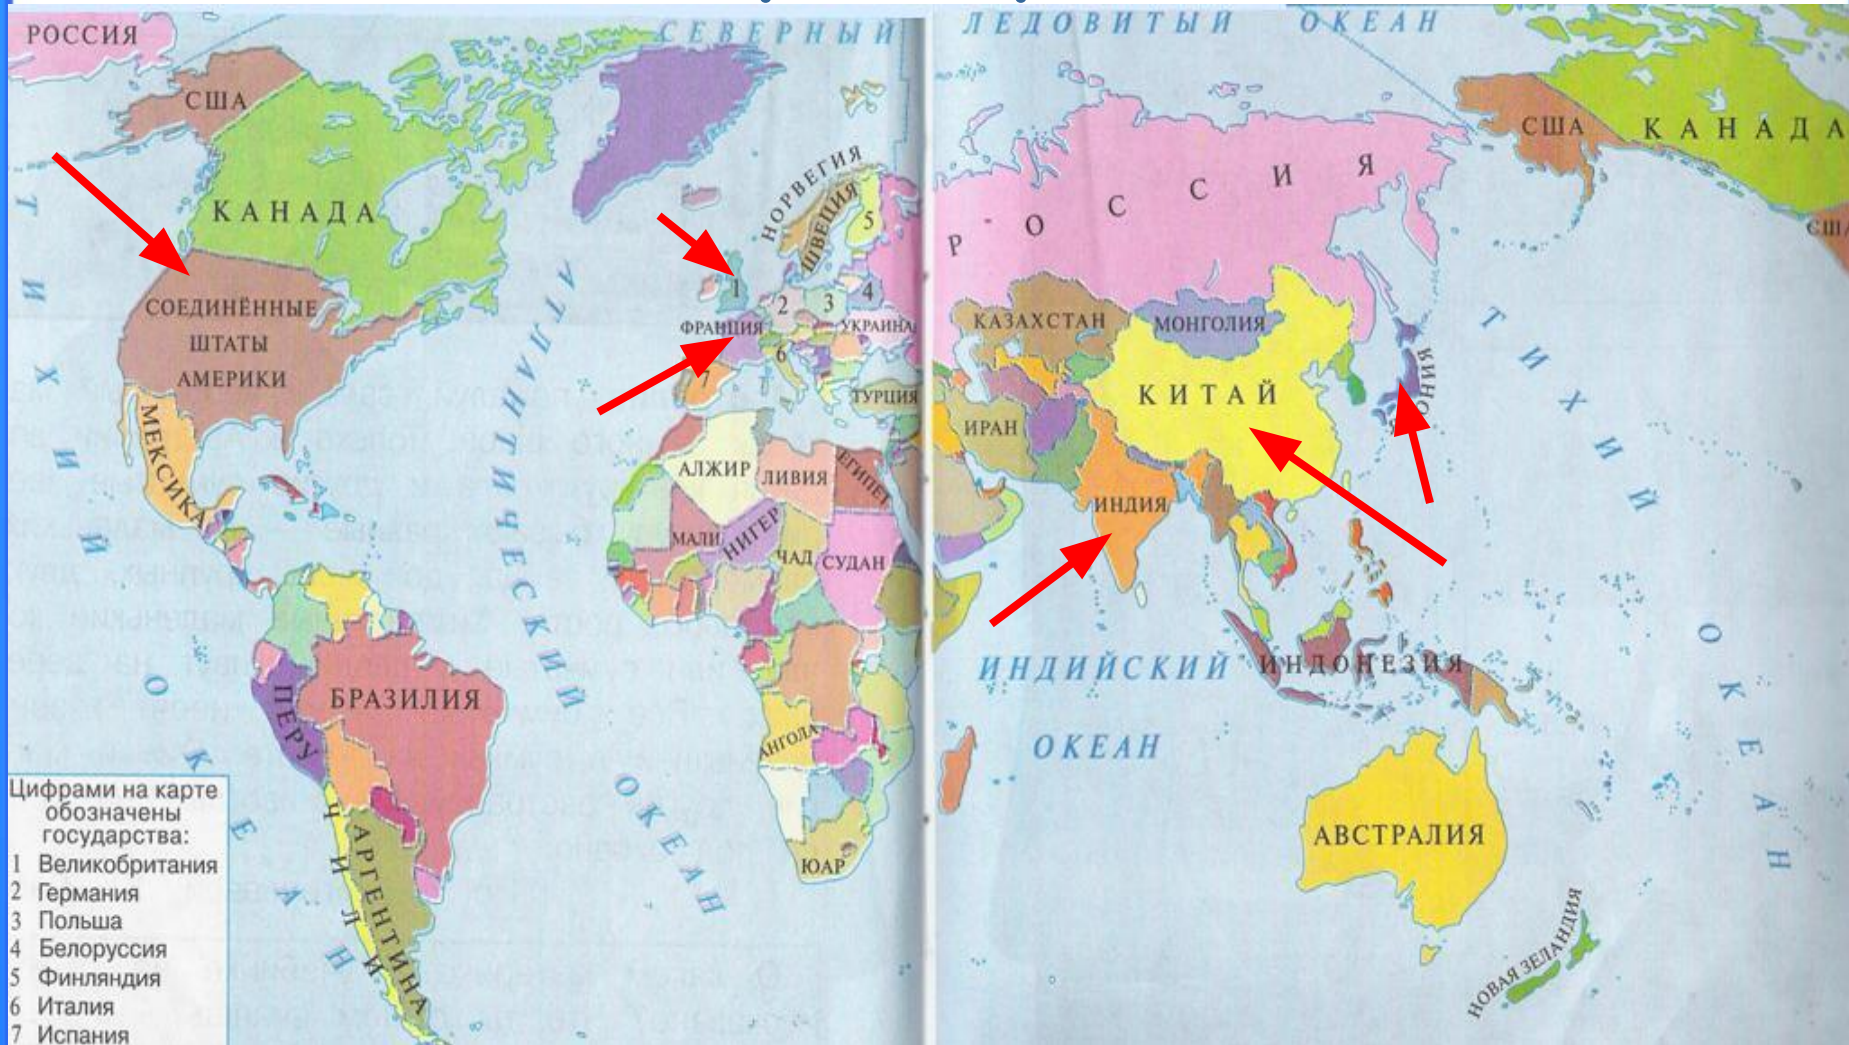 РОССИЯ
СЕВЕРНЫЙ
ЛЕДОВИТЫЙ ОКЕАН
США
КАНАДА
США
КАНАДА
США
НОРВЕГИЯ
ШВЕЦИЯ
5
РОССИЯ
ТИХИЙ
ОКЕАН
АТЛАНТИЧЕСКИЙ
ОКЕАН
СОЕДИНЁННЫЕ
ШТАТЫ
АМЕРИКИ
1
2
3
4
ФРАНЦИЯ
УКРАИНА
6
7
ТУРЦИЯ
КАЗАХСТАН
МОНГОЛИЯ
КИТАЙ
ЯПОНИЯ
ТИХИЙ
ОКЕАН
МЕКСИКА
АЛЖИР
ЛИВИЯ
ЕГИПЕТ
ИРАН
ИНДИЯ
МАЛИ
НИГЕР
ЧАД
СУДАН
ИНДИЙСКИЙ
ОКЕАН
ИНДОНЕЗИЯ
БРАЗИЛИЯ
ПЕРУ
АНГОЛА
ЧИЛИ
АРГЕНТИНА
ЮАР
АВСТРАЛИЯ
НОВАЯ ЗЕЛАНДИЯ
Цифрами на карте
обозначены
государства:
1 Великобритания
2 Германия
3 Польша
4 Белоруссия
5 Финляндия
6 Италия
7 Испания